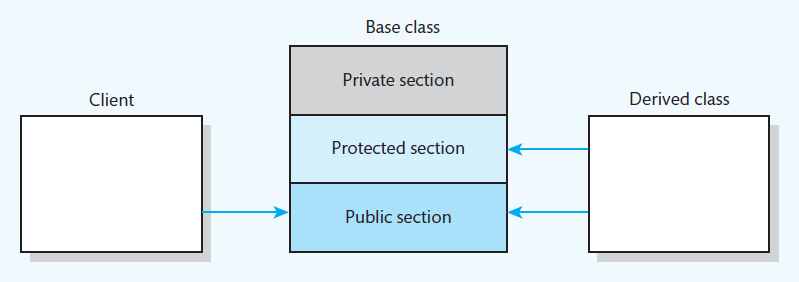 Base class
Private section
Client
Derived class
Protected section
Public section